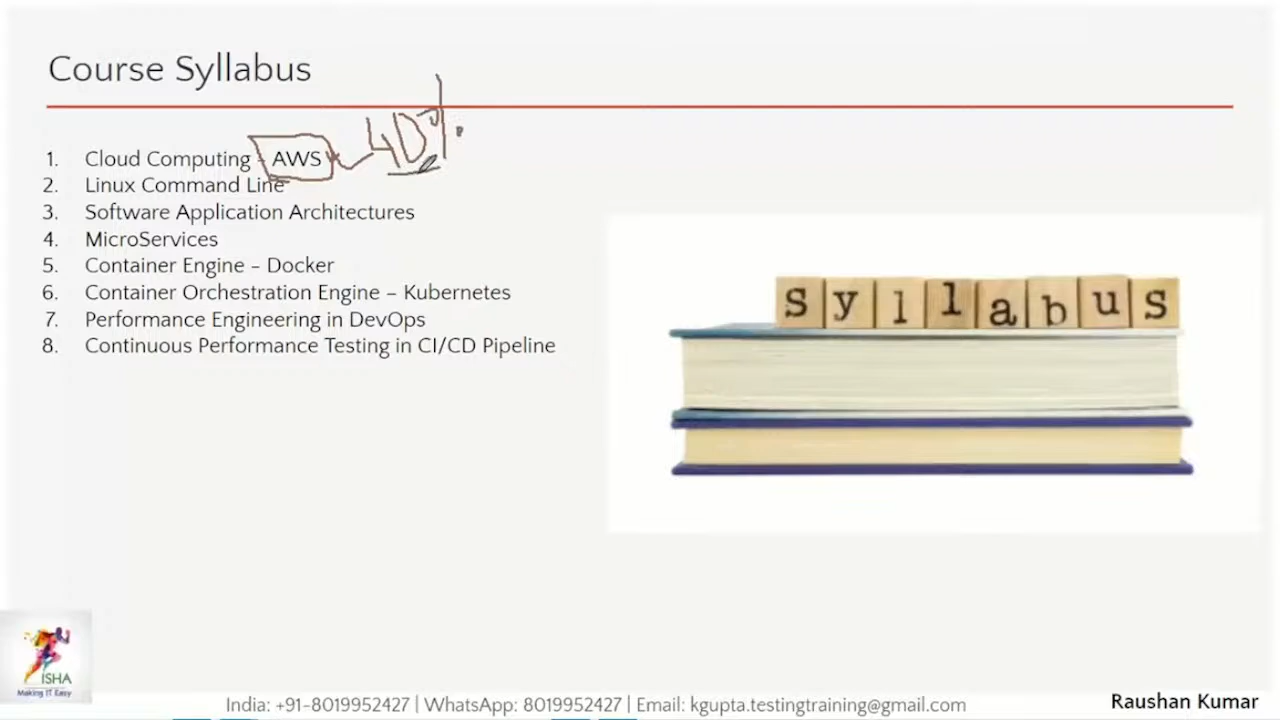 Course Syllabus
40%
1. Cloud Computing - AWS
2. Linux Command Line
3. Software Application Architectures
4. MicroServices
5. Container Engine – Docker
6. Container Orchestration Engine – Kubernetes
7. Performance Engineering in DevOps
8. Continuous Performance Testing in CI/CD Pipeline
syllabus
ISHA
Making IT Easy
India: +91-8019952427 | WhatsApp: 8019952427 | Email: kgupta.testingtraining@gmail.com
Raushan Kumar